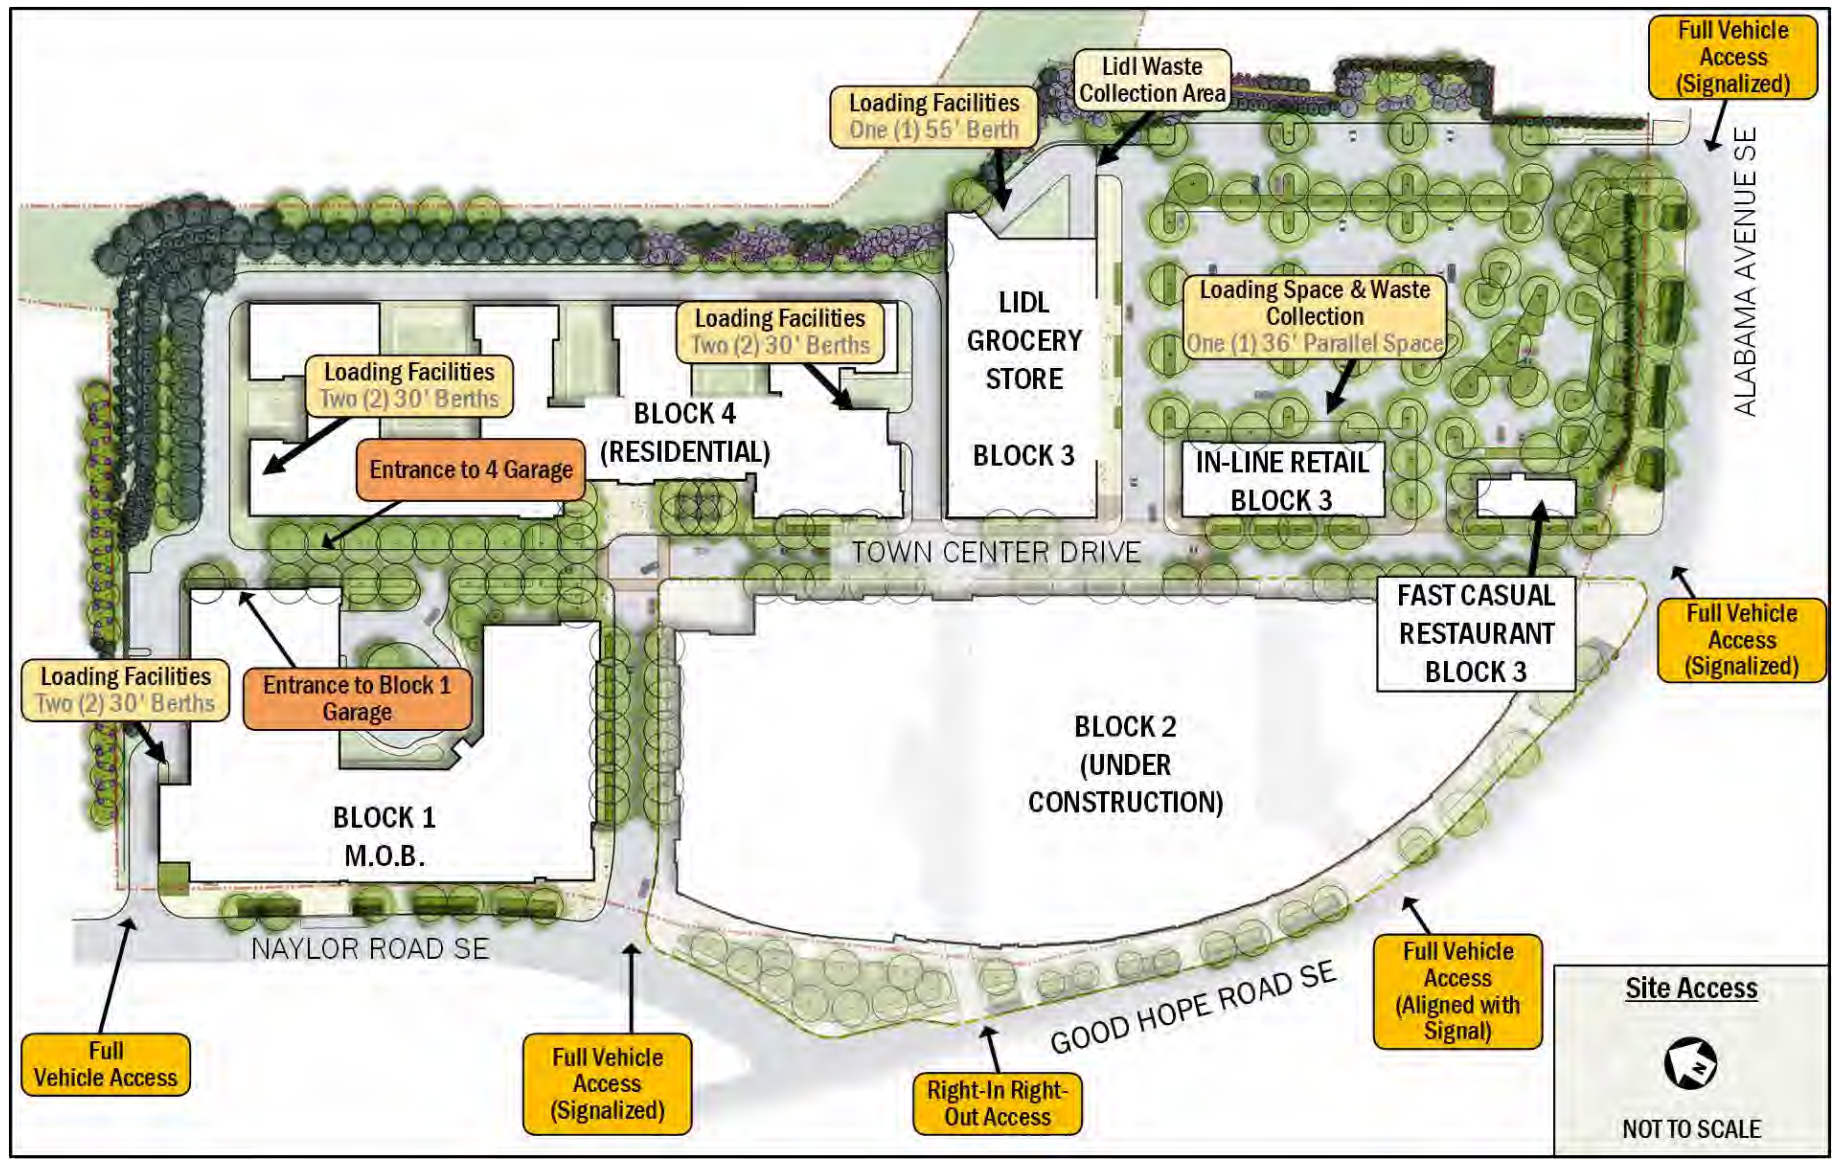 Full Vehicle
Access
(Signalized)
Lidl Waste
Collection Area
Loading Facilities
One (1) 55' Berth
ALABAMA AVENUE SE
Loading Space & Waste
Collection
One (1) 36' Parallel Space
LIDL
GROCERY
STORE
BLOCK 3
Loading Facilities
Two (2) 30' Berths
Loading Facilities
Two (2) 30' Berths
BLOCK 4
(RESIDENTIAL)
Entrance to 4 Garage
IN-LINE RETAIL
BLOCK 3
TOWN CENTER DRIVE
FAST CASUAL
RESTAURANT
BLOCK 3
Full Vehicle
Access
(Signalized)
Loading Facilities
Two (2) 30' Berths
Entrance to Block 1
Garage
BLOCK 2
(UNDER
CONSTRUCTION)
BLOCK 1
M.O.B.
NAYLOR ROAD SE
GOOD HOPE ROAD SE
Full Vehicle
Access
(Aligned with
Signal)
Full
Vehicle Access
Full Vehicle
Access
(Signalized)
Right-In Right-
Out Access
Site Access
N
NOT TO SCALE